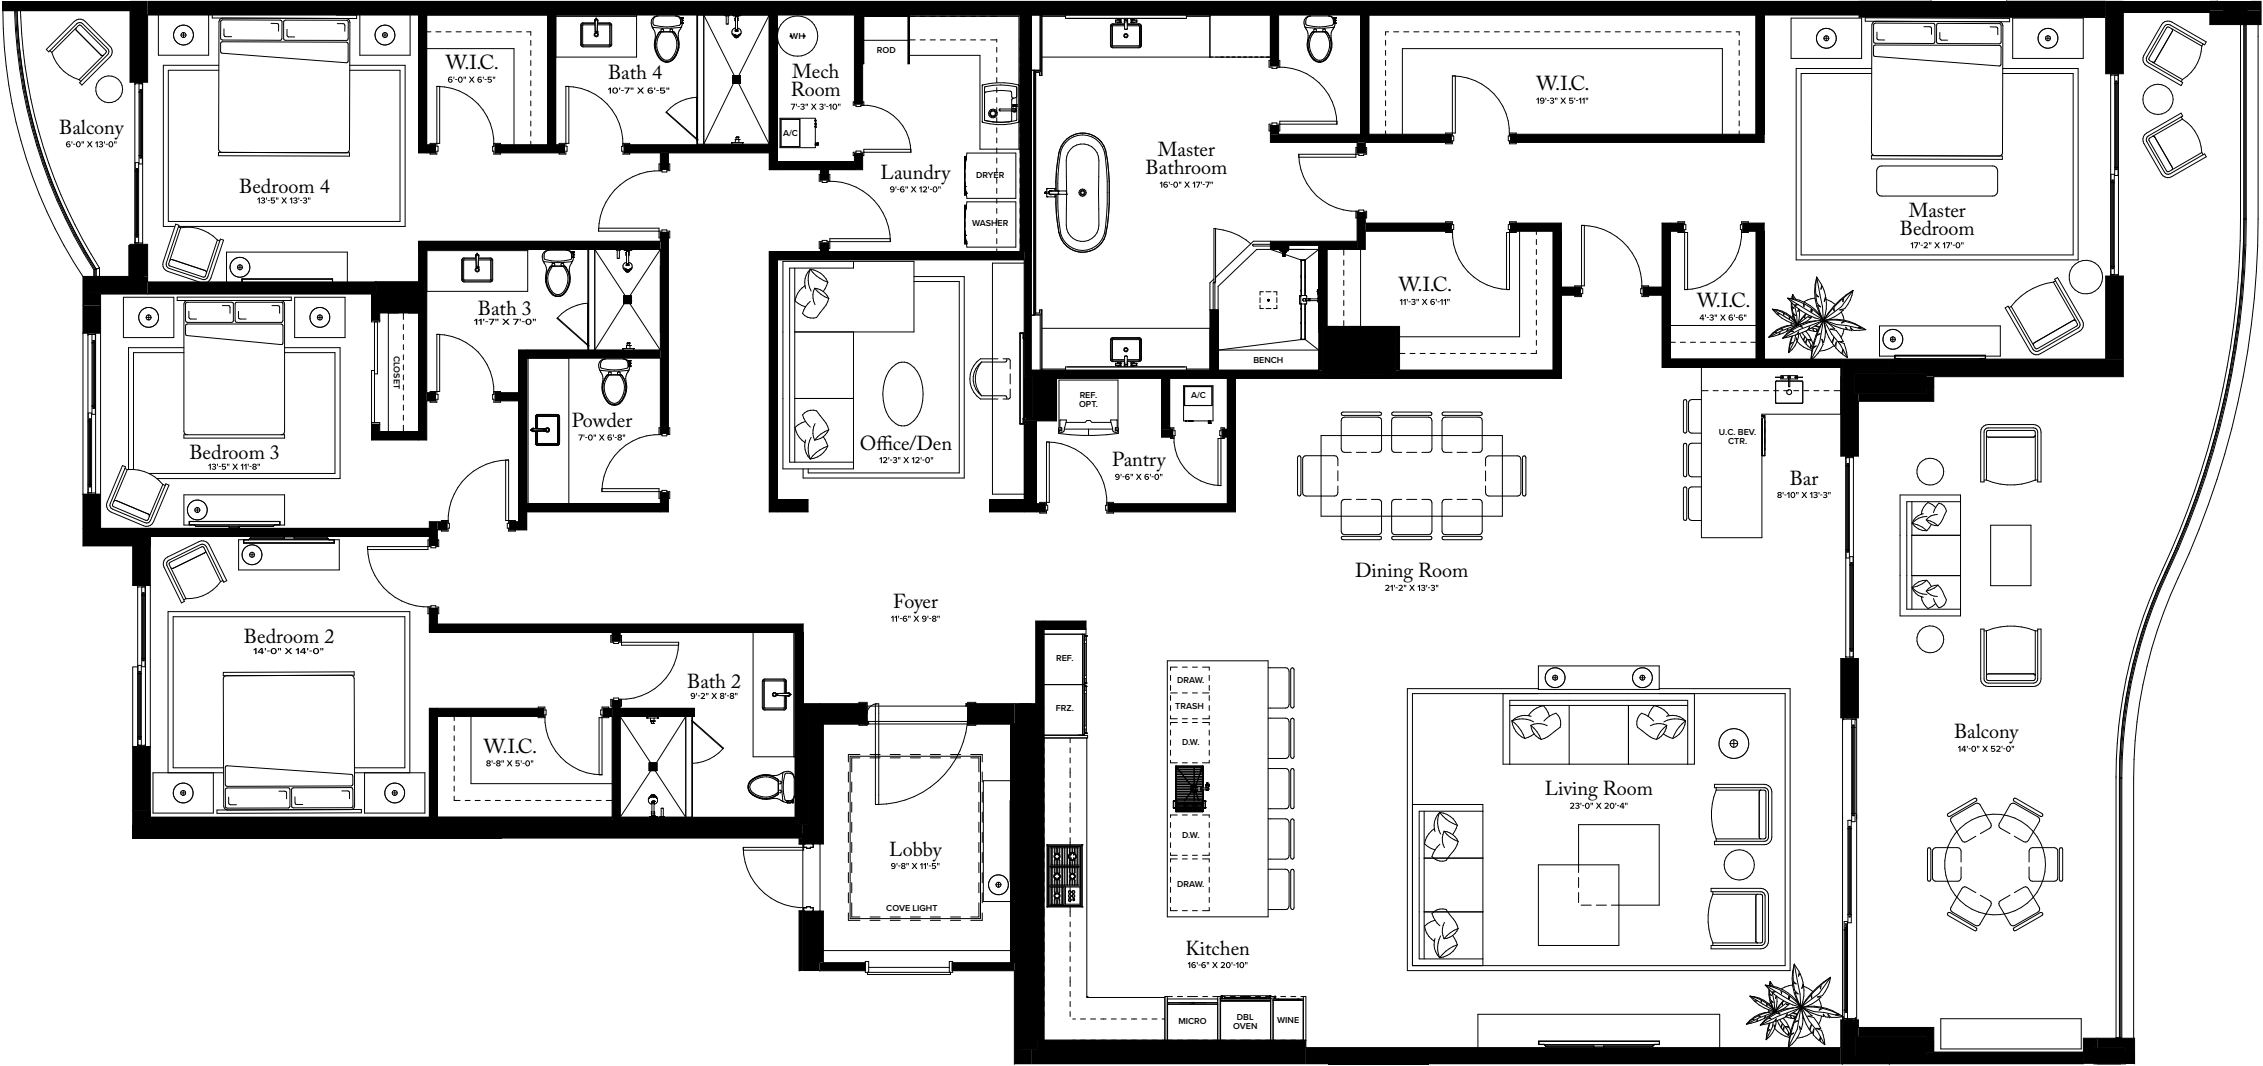 Balcony
6'-0" X 13'-0"
Bedroom 4
13'-5" X 13'-3"
W.I.C.
6'-0" X 6'-5"
Bath 4
10'-7" X 6'-5"
WH
Mech
Room
7'-3" X 3'-10"
A/C
ROD
Laundry
9'-6" X 12'-0"
DRYER
WASHER
Master
Bathroom
16'-0" X 17'-7"
W.I.C.
19'-3" X 5'-11"
Master
Bedroom
17'-2" X 17'-0"
W.I.C.
11'-3" X 6'-11"
W.I.C.
4'-3" X 6'-6"
BENCH
Bath 3
11'-7" X 7'-0"
CLOSET
Bedroom 3
13'-5" X 11'-8"
Powder
7'-0" X 6'-8"
Office/Den
12'-3" X 12'-0"
REF.
OPT.
A/C
Pantry
9'-6" X 6'-0"
U.C. BEV.
CTR.
Bar
8'-10" X 13'-3"
Dining Room
21'-2" X 13'-3"
Foyer
11'-6" X 9'-8"
Bedroom 2
14'-0" X 14'-0"
Bath 2
9'-2" X 8'-8"
W.I.C.
8'-8" X 5'-0"
REF.
FRZ.
DRAW.
TRASH
D.W.
D.W.
DRAW.
Living Room
23'-0" X 20'-4"
Balcony
14'-0" X 52'-0"
Lobby
9'-8" X 11'-5"
COVE LIGHT
Kitchen
16'-6" X 20'-10"
MICRO
DBL
OVEN
WINE